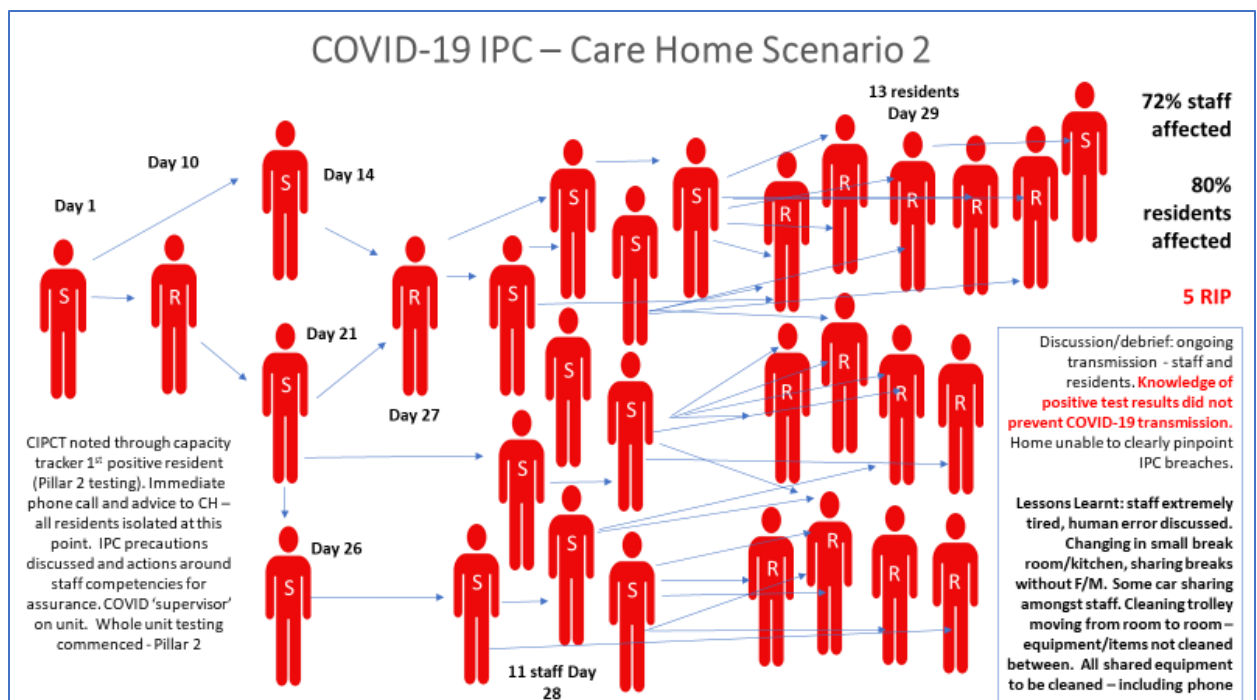 COVID-19 IPC – Care Home Scenario 2
Day 1
Day 10
Day 14
Day 21
Day 26
Day 27
11 staff Day
28
13 residents
Day 29
S
R
S
S
S
R
S
S
S
S
R
R
R
R
R
S
S
S
S
R
R
R
R
S
S
S
R
R
R
R
72% staff
affected
80%
residents
affected
5 RIP
CIPCT noted through capacity
tracker 1st positive resident
(Pillar 2 testing). Immediate
phone call and advice to CH –
all residents isolated at this
point. IPC precautions
discussed and actions around
staff competencies for
assurance. COVID 'supervisor'
on unit. Whole unit testing
commenced - Pillar 2
Discussion/debrief: ongoing
transmission - staff and
residents. Knowledge of
positive test results did not
prevent COVID-19 transmission.
Home unable to clearly pinpoint
IPC breaches.
Lessons Learnt: staff extremely
tired, human error discussed.
Changing in small break
room/kitchen, sharing breaks
without F/M. Some car sharing
amongst staff. Cleaning trolley
moving from room to room –
equipment/items not cleaned
between. All shared equipment
to be cleaned – including phone